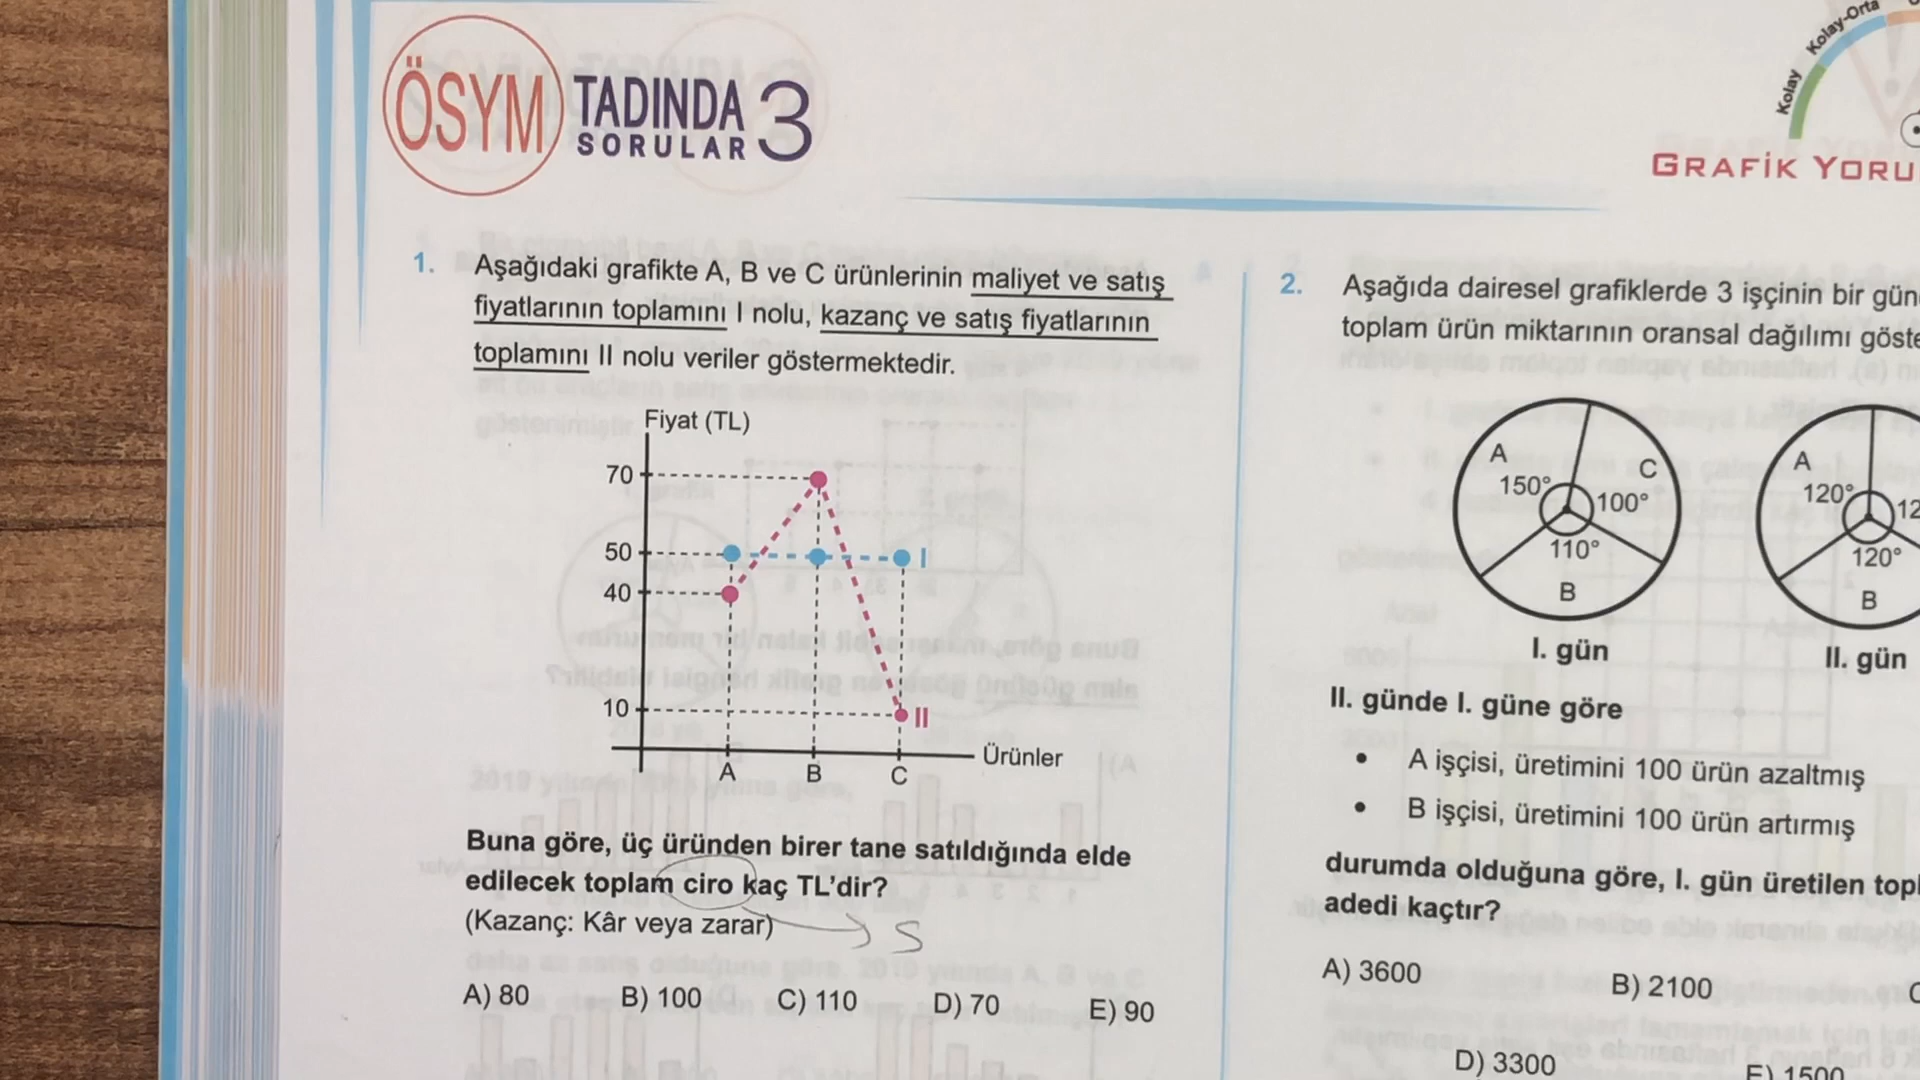 ÖSYM TADINDA 3
SORULAR
Kolay
Kolay-Orta
GRAFİK YORU
1. Aşağıdaki grafikte A, B ve C ürünlerinin maliyet ve satış
fiyatlarının toplamını I nolu, kazanç ve satış fiyatlarının
toplamını II nolu veriler göstermektedir.
Fiyat (TL)
70
50
I
40
10
II
Ürünler
A B C
Buna göre, üç üründen birer tane satıldığında elde
edilecek toplam ciro kaç TL'dir?
(Kazanç: Kâr veya zarar)
S
A) 80 B) 100 C) 110 D) 70 E) 90
2. Aşağıda dairesel grafiklerde 3 işçinin bir gün
toplam ürün miktarının oransal dağılımı göste
A
150°
C
100°
110°
B
I. gün
A
120°
12
120°
B
II. gün
II. günde I. güne göre
• A işçisi, üretimini 100 ürün azaltmış
• B işçisi, üretimini 100 ürün artırmış
durumda olduğuna göre, I. gün üretilen topl
adedi kaçtır?
A) 3600 B) 2100
D) 3300 E) 1500